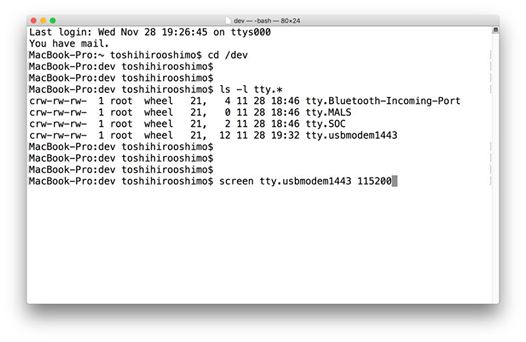 dev — -bash — 80×24
Last login: Wed Nov 28 19:26:45 on ttys000
You have mail.
MacBook-Pro:~ toshihirooshimo$ cd /dev
MacBook-Pro:dev toshihirooshimo$
MacBook-Pro:dev toshihirooshimo$
MacBook-Pro:dev toshihirooshimo$ ls -l tty.*
crw-rw-rw-  1 root  wheel   21,   4 11 28 18:46 tty.Bluetooth-Incoming-Port
crw-rw-rw-  1 root  wheel   21,   0 11 28 18:46 tty.MALS
crw-rw-rw-  1 root  wheel   21,   2 11 28 18:46 tty.SOC
crw-rw-rw-  1 root  wheel   21,  12 11 28 19:32 tty.usbmodem1443
MacBook-Pro:dev toshihirooshimo$
MacBook-Pro:dev toshihirooshimo$
MacBook-Pro:dev toshihirooshimo$ screen tty.usbmodem1443 115200